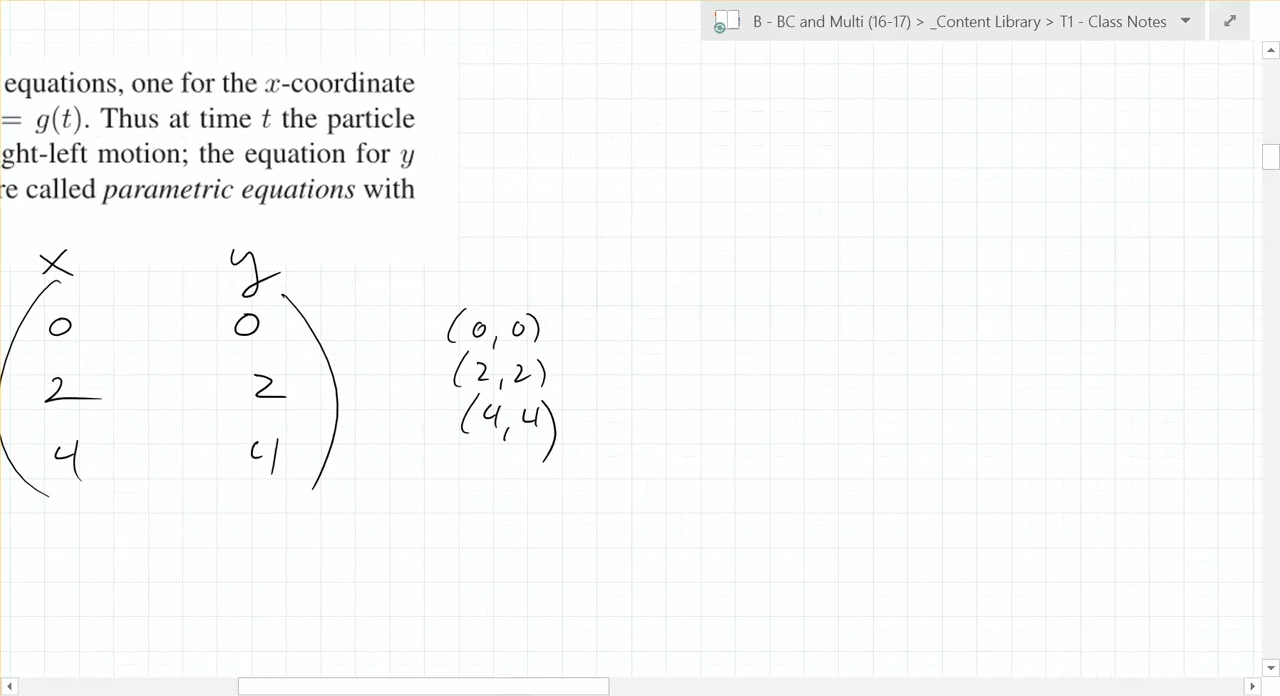 B - BC and Multi (16-17) > _Content Library > T1 - Class Notes
equations, one for the x-coordinate
= g(t). Thus at time t the particle
ght-left motion; the equation for y
re called parametric equations with
x y
0 0 (0,0)
2 2 (2,2)
4 4 (4,4)